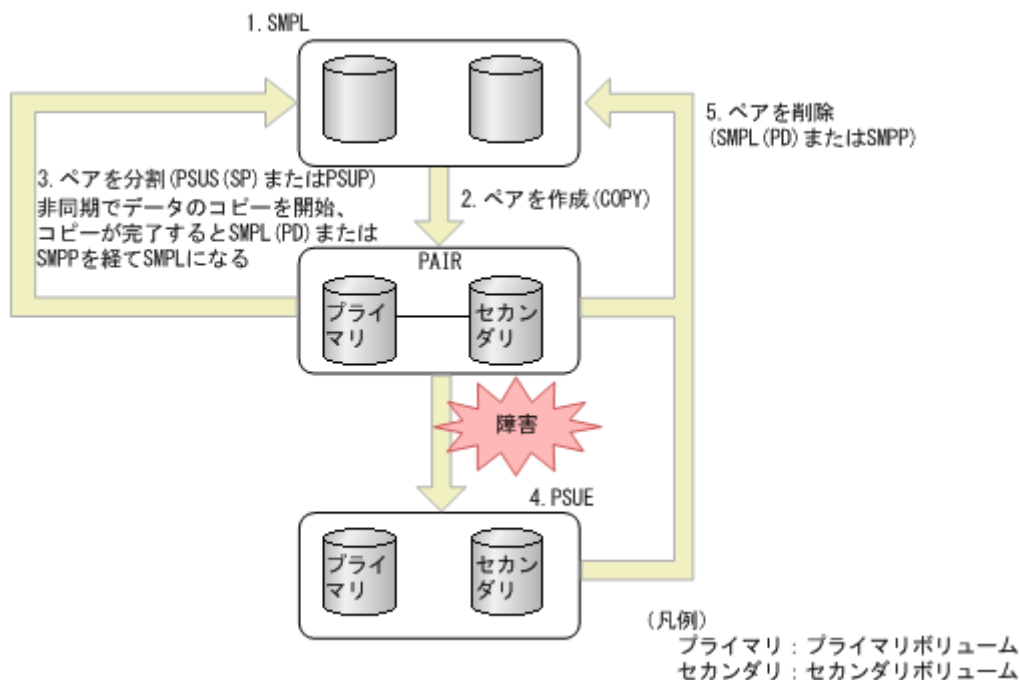 1.SMPL
5.ペアを削除
(SMPL(PD)またはSMPP)
3.ペアを分割(PSUS(SP)またはPSUP)
非同期でデータのコピーを開始、
コピーが完了するとSMPL(PD)または
SMPPを経てSMPLになる
2.ペアを作成(COPY)
PAIR
プライ
マリ
セカン
ダリ
障害
4.PSUE
プライ
マリ
セカン
ダリ
(凡例)
プライマリ：プライマリボリューム
セカンダリ：セカンダリボリューム